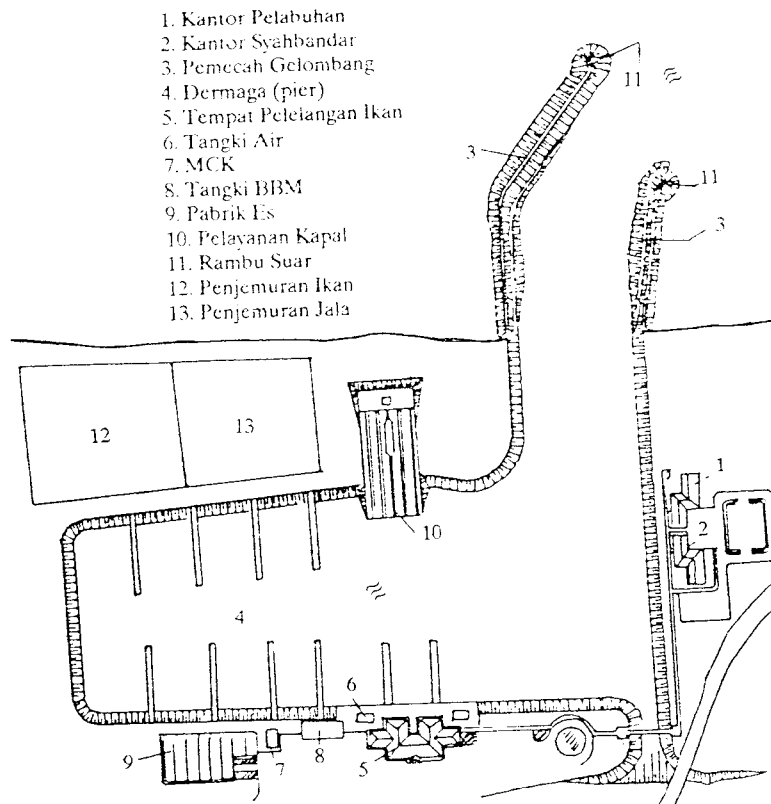 1. Kantor Pelabuhan
2. Kantor Syahbandar
3. Pemecah Gelombang
4. Dermaga (pier)
5. Tempat Pelelangan Ikan
6. Tangki Air
7. MCK
8. Tangki BBM
9. Pabrik Es
10. Pelayanan Kapal
11. Rambu Suar
12. Penjemuran Ikan
13. Penjemuran Jala
11
3
11
3
12
13
1
10
2
4
6
9
7
8
5